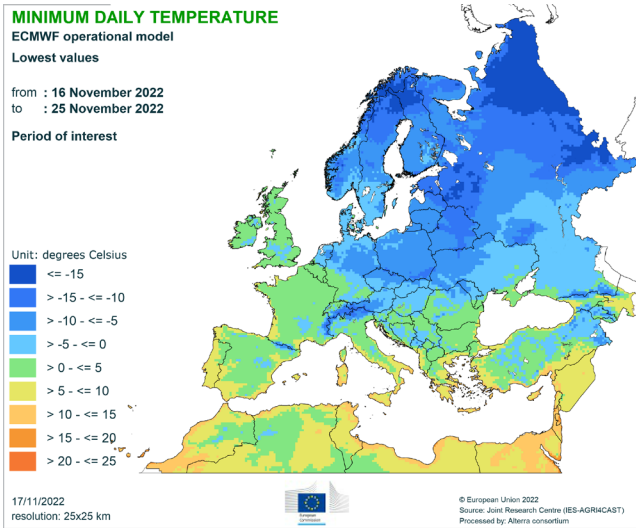 MINIMUM DAILY TEMPERATURE
ECMWF operational model
Lowest values
from : 16 November 2022
to : 25 November 2022
Period of interest
Unit: degrees Celsius
<= -15
> -15 - <= -10
> -10 - <= -5
> -5 - <= 0
> 0 - <= 5
> 5 - <= 10
> 10 - <= 15
> 15 - <= 20
> 20 - <= 25
17/11/2022
resolution: 25x25 km
European
Commission
© European Union 2022
Source: Joint Research Centre (IES-AGRI4CAST)
Processed by: Alterra consortium